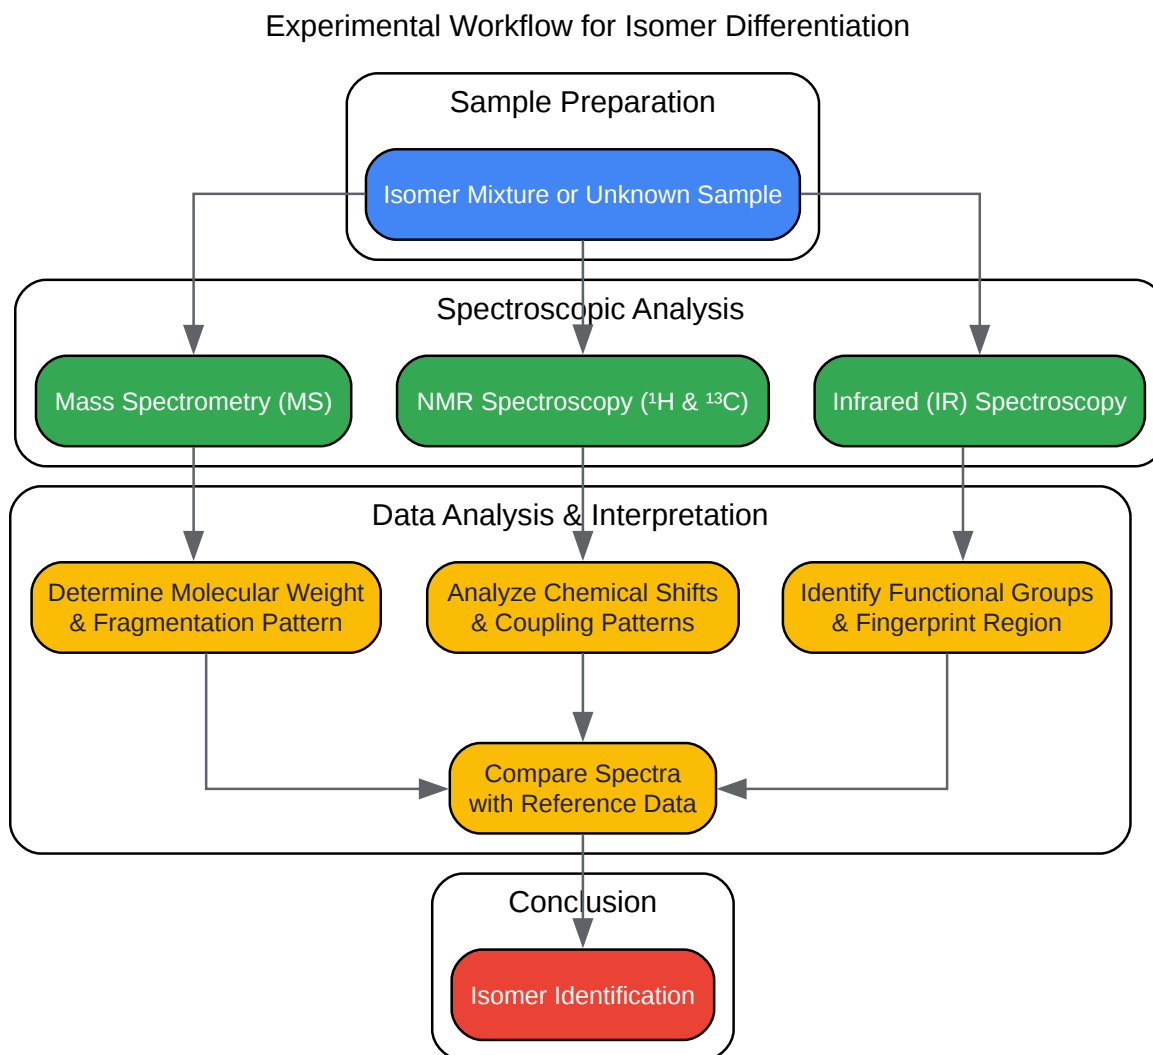 Experimental Workflow for Isomer Differentiation
Sample Preparation
Isomer Mixture or Unknown Sample
Spectroscopic Analysis
Mass Spectrometry (MS)
NMR Spectroscopy (¹H & ¹³C)
Infrared (IR) Spectroscopy
Data Analysis & Interpretation
Determine Molecular Weight
& Fragmentation Pattern
Analyze Chemical Shifts
& Coupling Patterns
Identify Functional Groups
& Fingerprint Region
Compare Spectra
with Reference Data
Conclusion
Isomer Identification